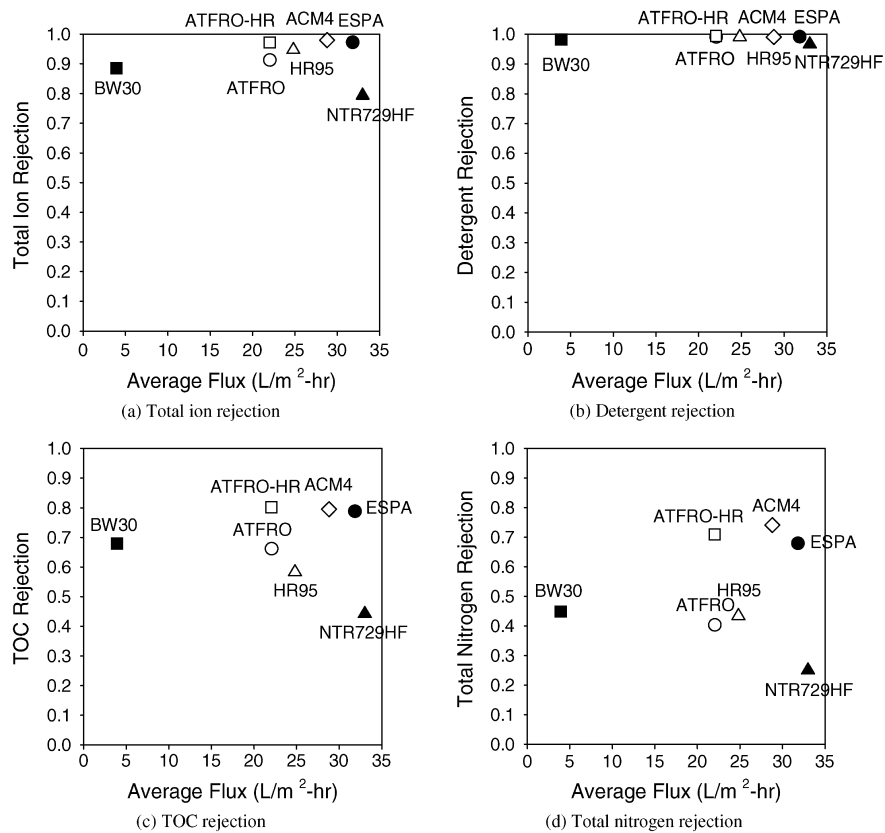 ATFRO-HR ACM4 ESPA
1.0
0.9
0.8
0.7
0.6
0.5
0.4
0.3
0.2
0.1
0.0
BW30
HR95
ATFRO
NTR729HF
Total Ion Rejection
0 5 10 15 20 25 30 35
Average Flux (L/m 2-hr)
(a) Total ion rejection
ATFRO-HR ACM4 ESPA
1.0
0.9
0.8
0.7
0.6
0.5
0.4
0.3
0.2
0.1
0.0
BW30
ATFRO
HR95
NTR729HF
Detergent Rejection
0 5 10 15 20 25 30 35
Average Flux (L/m 2-hr)
(b) Detergent rejection
1.0
0.9
0.8
0.7
0.6
0.5
0.4
0.3
0.2
0.1
0.0
ATFRO-HR ACM4
ESPA
BW30
ATFRO
HR95
NTR729HF
TOC Rejection
0 5 10 15 20 25 30 35
Average Flux (L/m 2-hr)
(c) TOC rejection
1.0
0.9
0.8
0.7
0.6
0.5
0.4
0.3
0.2
0.1
0.0
ACM4
ATFRO-HR
ESPA
BW30
HR95
ATFRO
NTR729HF
Total Nitrogen Rejection
0 5 10 15 20 25 30 35
Average Flux (L/m 2-hr)
(d) Total nitrogen rejection